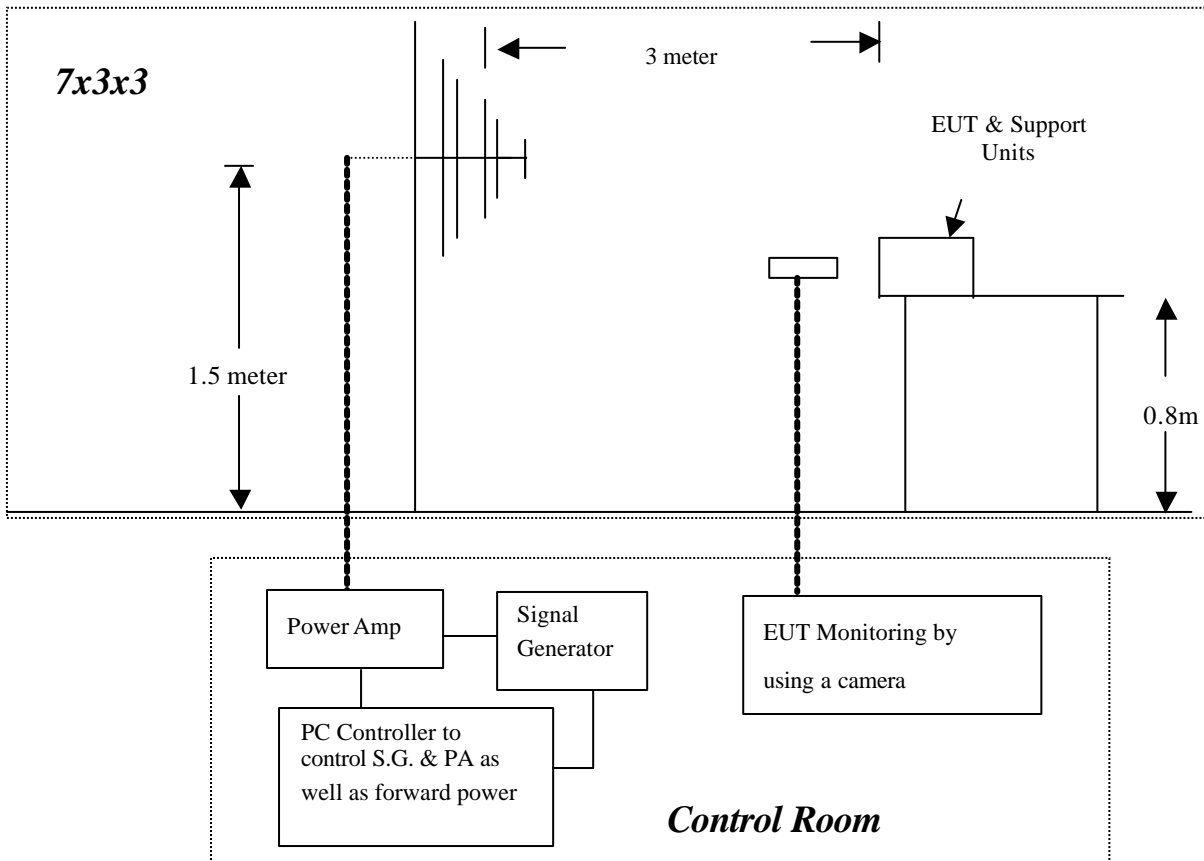 3 meter
7x3x3
EUT & Support
Units
1.5 meter
0.8m
Power Amp
Signal
Generator
EUT Monitoring by
using a camera
PC Controller to
control S.G. & PA as
well as forward power
Control Room